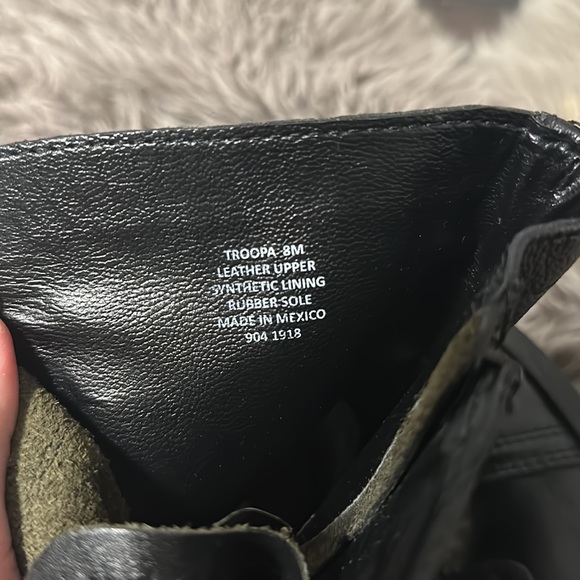 TROOPA 8M
LEATHER UPPER
SYNTHETIC LINING
RUBBER SOLE
MADE IN MEXICO
904 1918